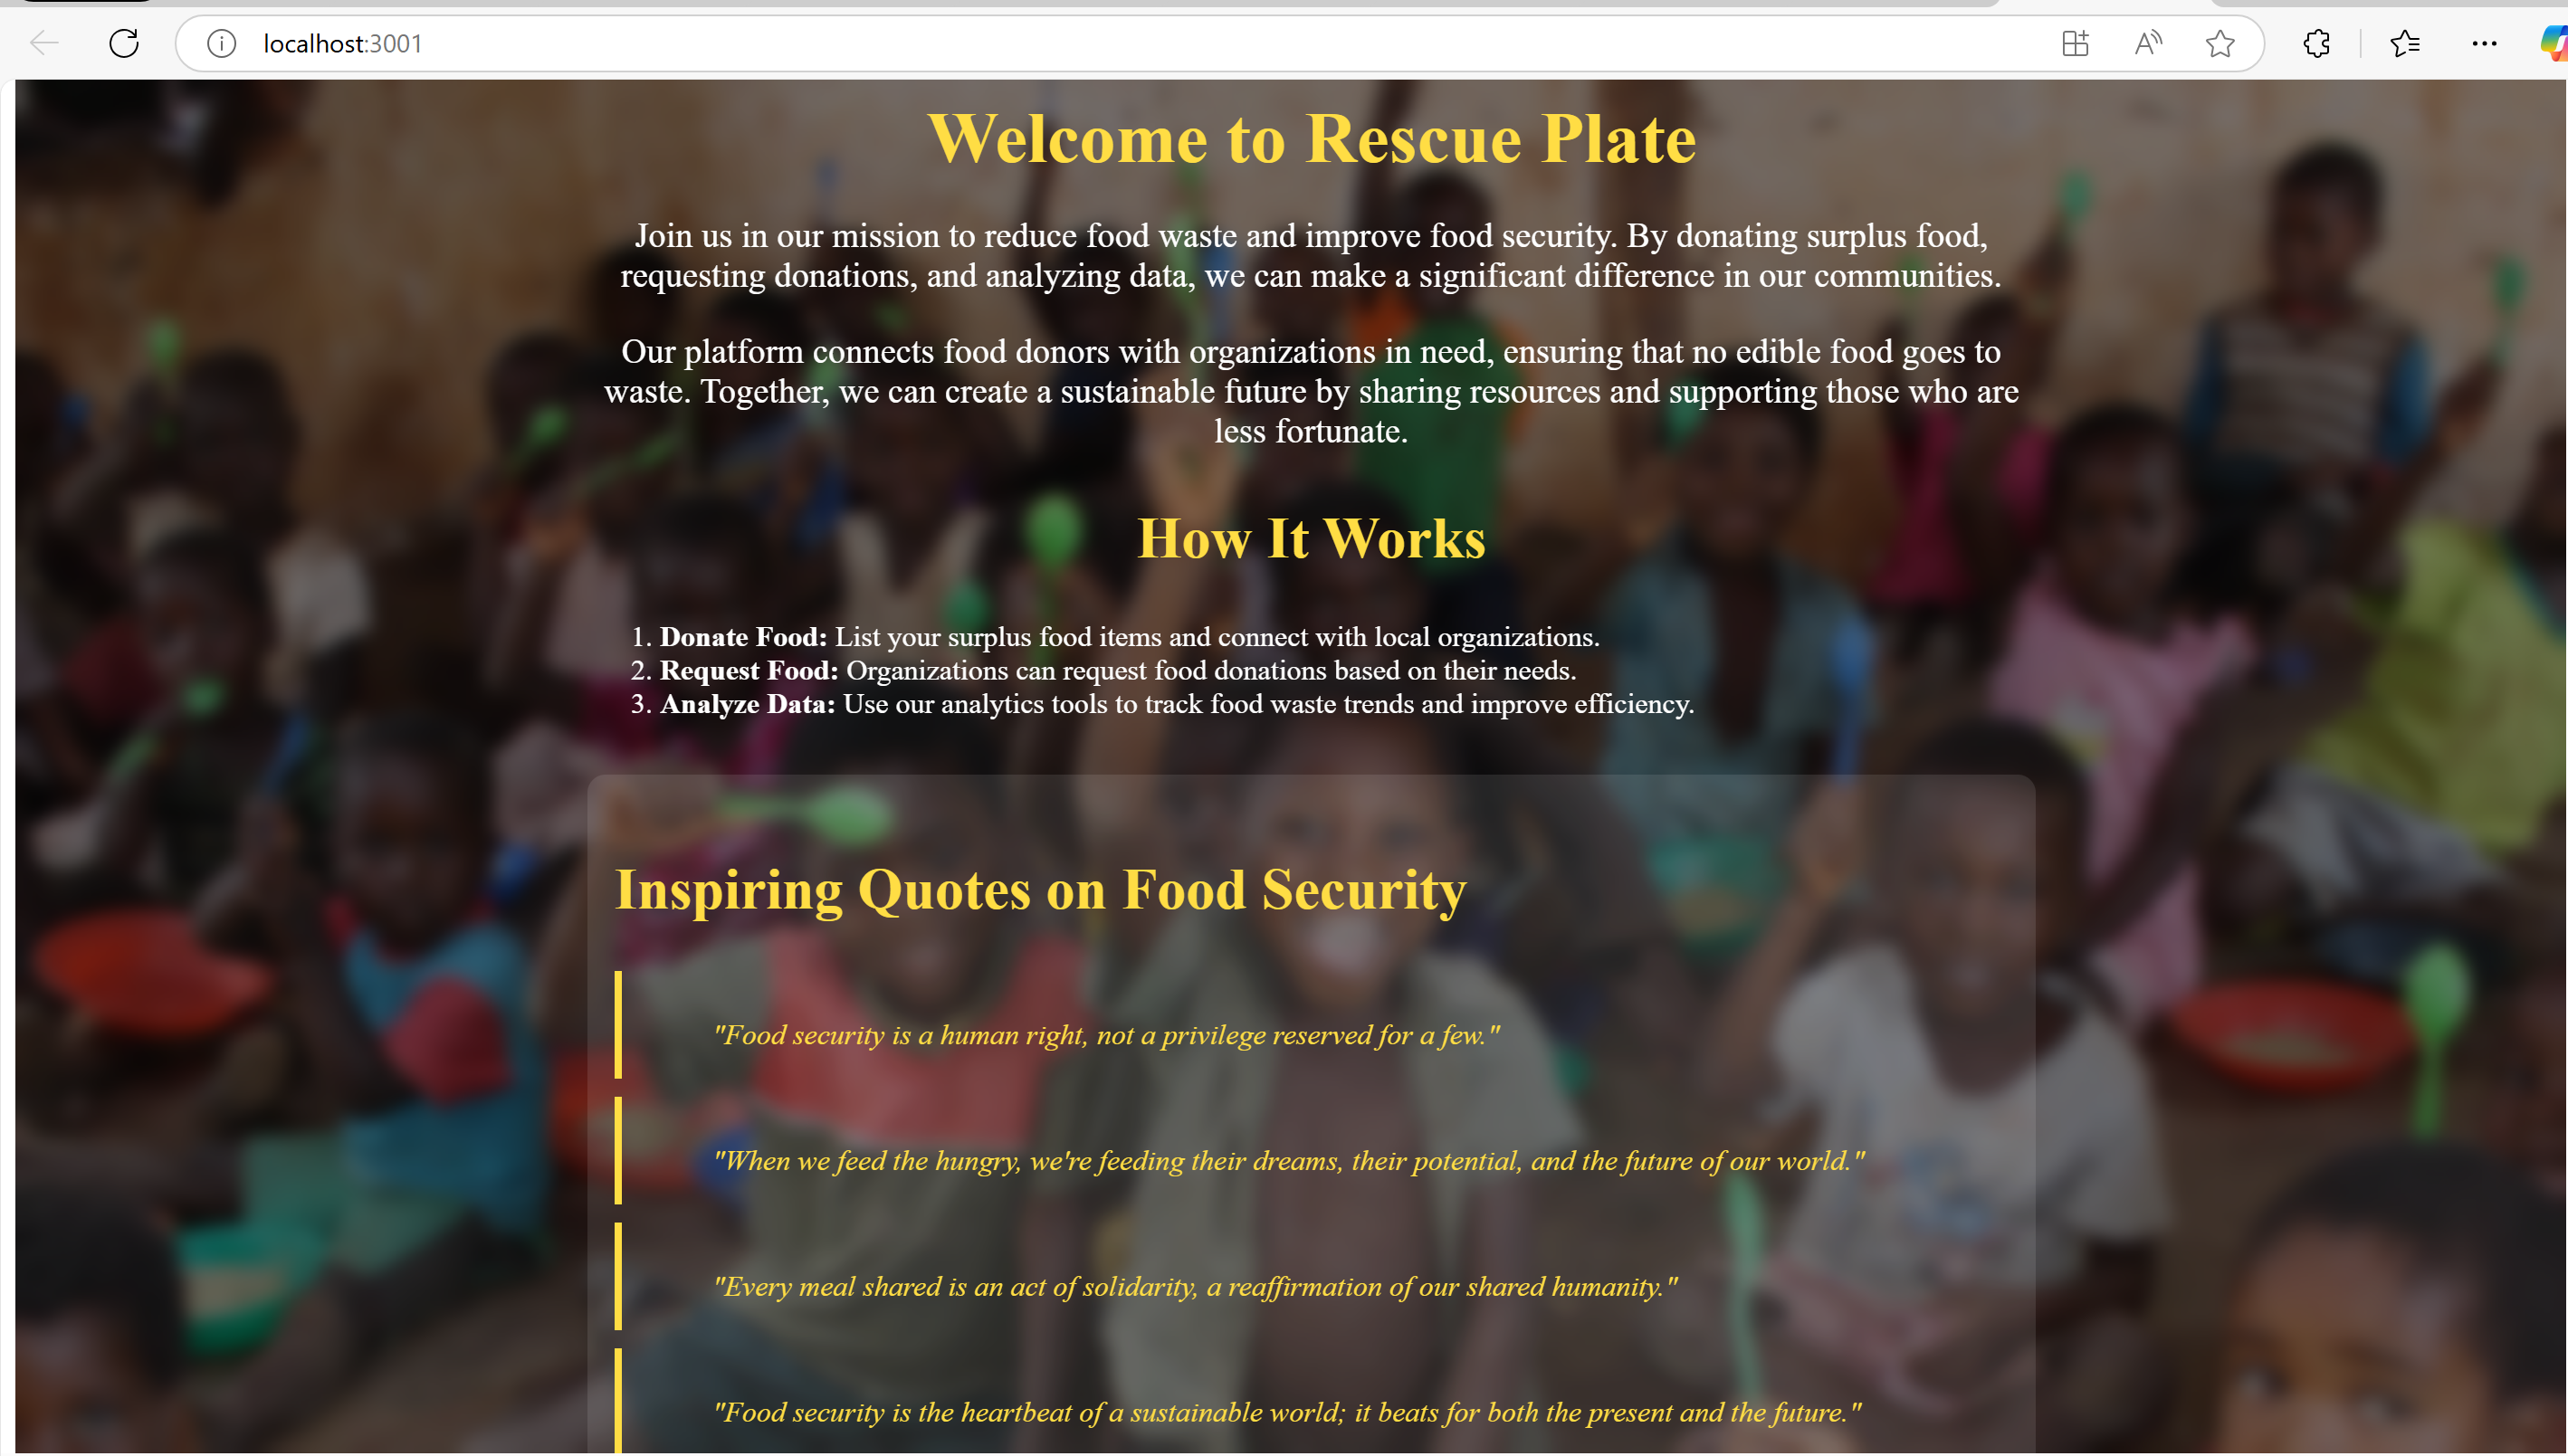 localhost:3001
Welcome to Rescue Plate
Join us in our mission to reduce food waste and improve food security. By donating surplus food,
requesting donations, and analyzing data, we can make a significant difference in our communities.
Our platform connects food donors with organizations in need, ensuring that no edible food goes to
waste. Together, we can create a sustainable future by sharing resources and supporting those who are
less fortunate.
How It Works
1. Donate Food: List your surplus food items and connect with local organizations.
2. Request Food: Organizations can request food donations based on their needs.
3. Analyze Data: Use our analytics tools to track food waste trends and improve efficiency.
Inspiring Quotes on Food Security
"Food security is a human right, not a privilege reserved for a few."
"When we feed the hungry, we're feeding their dreams, their potential, and the future of our world."
"Every meal shared is an act of solidarity, a reaffirmation of our shared humanity."
"Food security is the heartbeat of a sustainable world; it beats for both the present and the future."